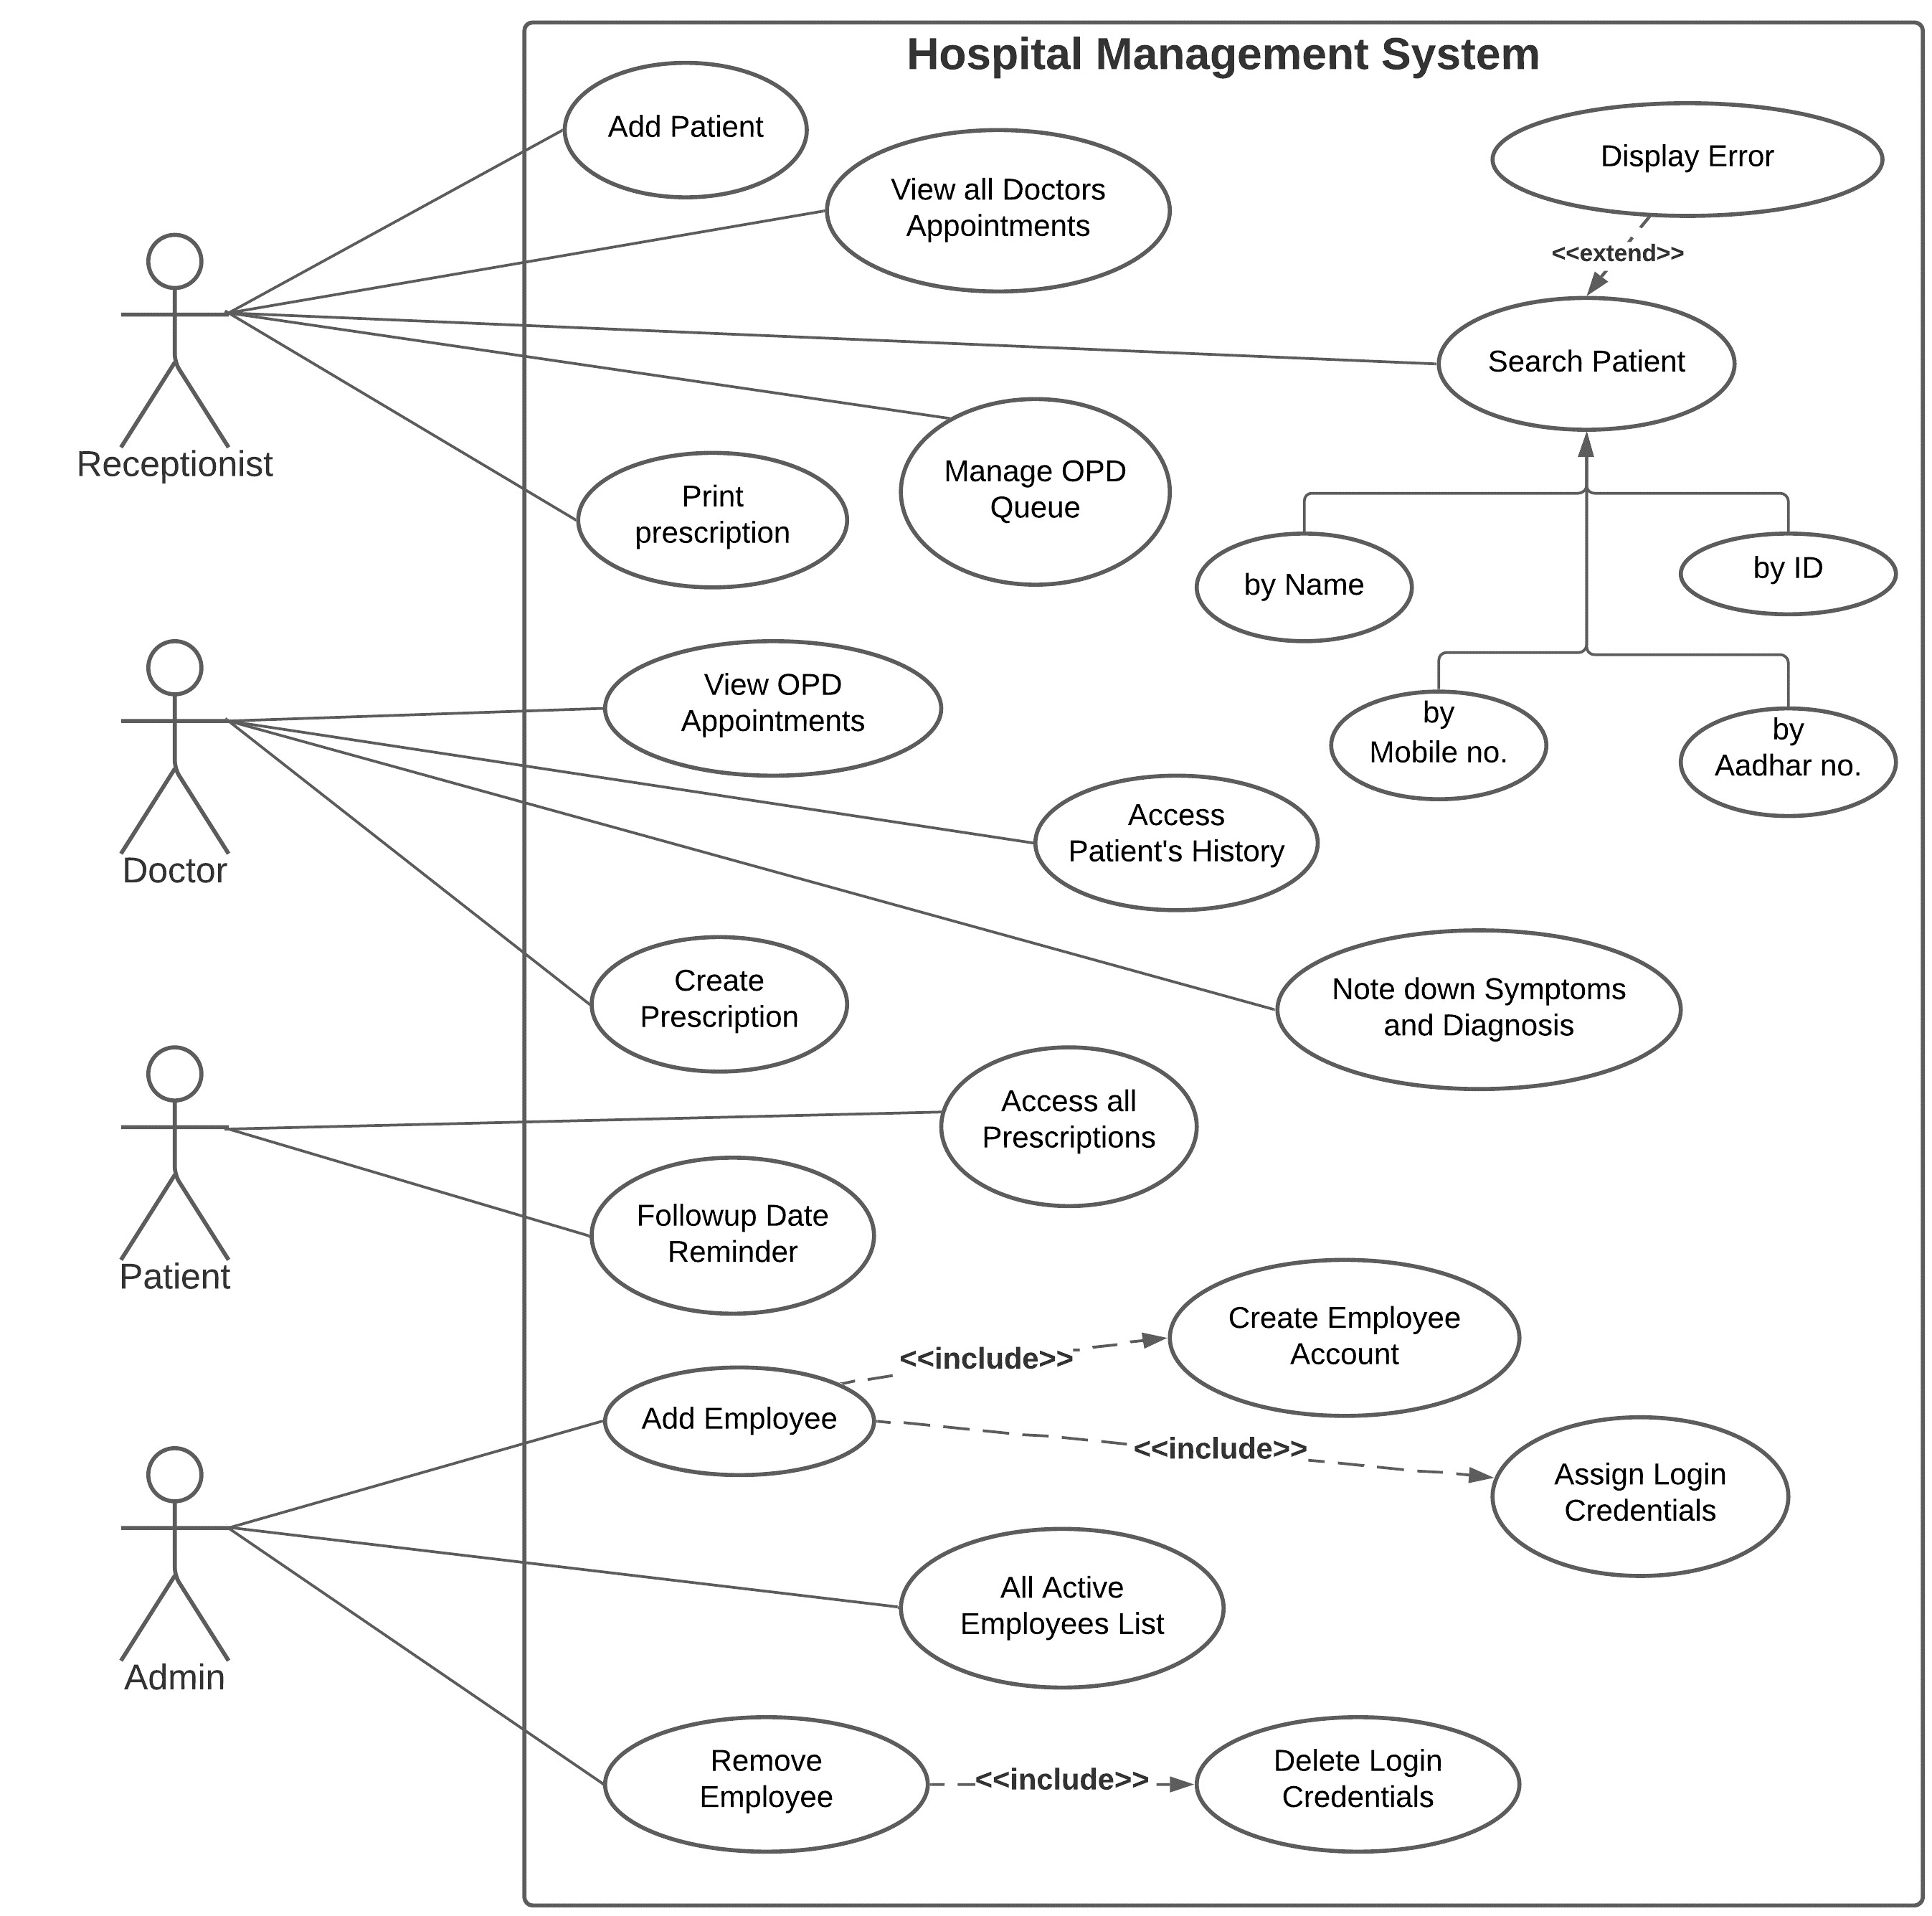 Hospital Management System
Add Patient
View all Doctors
Appointments
Display Error
<<extend>>
Search Patient
Receptionist
Print
prescription
Manage OPD
Queue
by Name
by ID
by
Mobile no.
by
Aadhar no.
View OPD
Appointments
Access
Patient's History
Doctor
Create
Prescription
Note down Symptoms
and Diagnosis
Access all
Prescriptions
Followup Date
Reminder
Patient
Create Employee
Account
<<include>>
Add Employee
<<include>>
Assign Login
Credentials
All Active
Employees List
Admin
Remove
Employee
<<include>>
Delete Login
Credentials